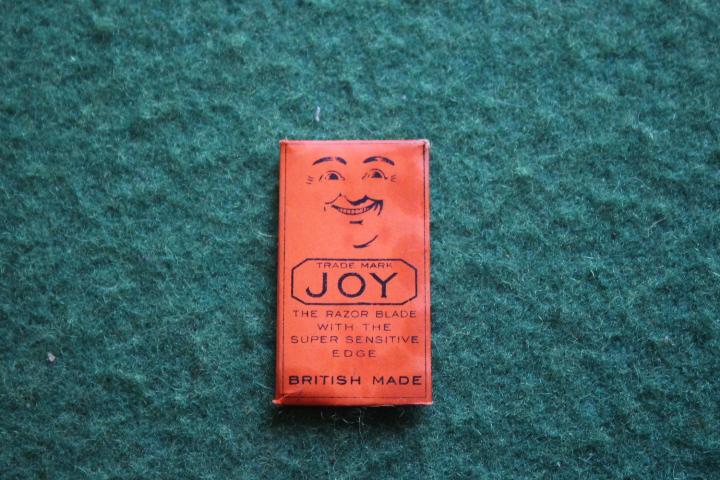 TRADE MARK
JOY
THE RAZOR BLADE
WITH THE
SUPER SENSITIVE
EDGE
BRITISH MADE